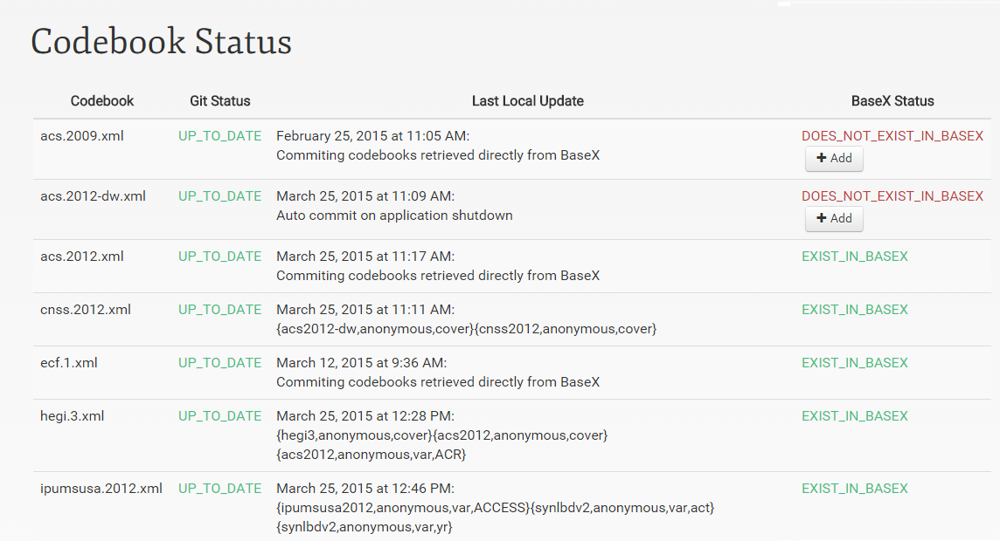 Codebook Status
Codebook Git Status Last Local Update BaseX Status
acs.2009.xml UP_TO_DATE February 25, 2015 at 11:05 AM: DOES_NOT_EXIST_IN_BASEX
Commiting codebooks retrieved directly from BaseX
+ Add
acs.2012-dw.xml UP_TO_DATE March 25, 2015 at 11:09 AM: DOES_NOT_EXIST_IN_BASEX
Auto commit on application shutdown
+ Add
acs.2012.xml UP_TO_DATE March 25, 2015 at 11:17 AM: EXIST_IN_BASEX
Commiting codebooks retrieved directly from BaseX
cnss.2012.xml UP_TO_DATE March 25, 2015 at 11:11 AM: EXIST_IN_BASEX
{acs2012-dw,anonymous,cover}{cnss2012,anonymous,cover}
ecf.1.xml UP_TO_DATE March 12, 2015 at 9:36 AM: EXIST_IN_BASEX
Commiting codebooks retrieved directly from BaseX
hegi.3.xml UP_TO_DATE March 25, 2015 at 12:28 PM: EXIST_IN_BASEX
{hegi3,anonymous,cover}{acs2012,anonymous,cover}
{acs2012,anonymous,var,ACR}
ipumsusa.2012.xml UP_TO_DATE March 25, 2015 at 12:46 PM: EXIST_IN_BASEX
{ipumsusa2012,anonymous,var,ACCESS}{synlbdv2,anonymous,var,act}
{synlbdv2,anonymous,var,yr}